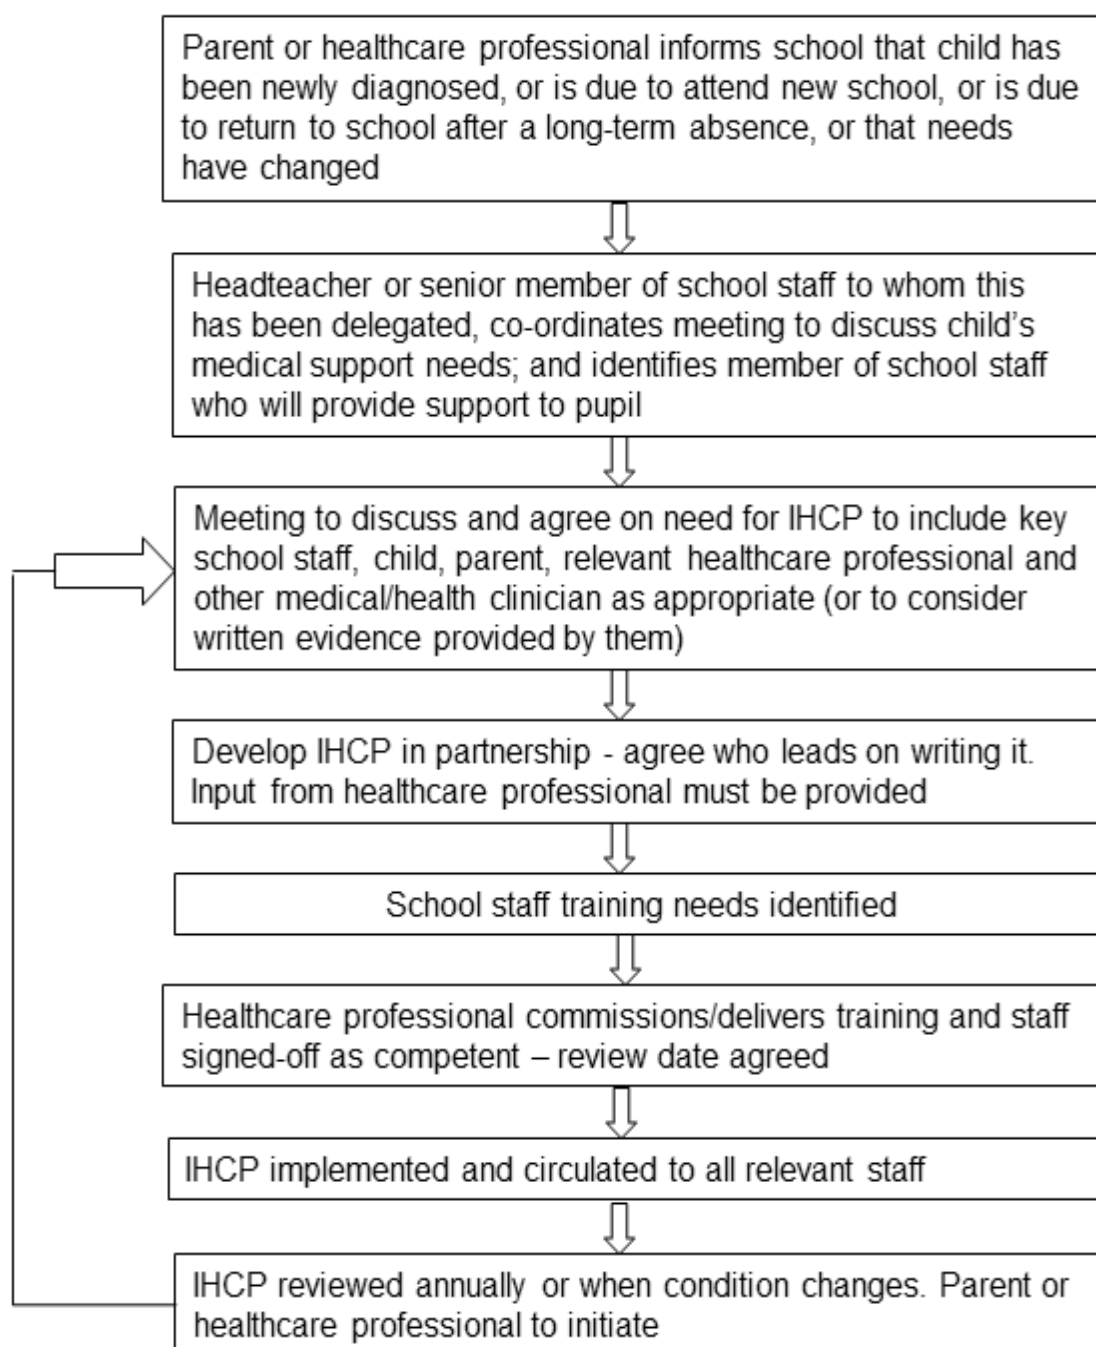 Parent or healthcare professional informs school that child has
been newly diagnosed, or is due to attend new school, or is due
to return to school after a long-term absence, or that needs
have changed
Headteacher or senior member of school staff to whom this
has been delegated, co-ordinates meeting to discuss child’s
medical support needs; and identifies member of school staff
who will provide support to pupil
Meeting to discuss and agree on need for IHCP to include key
school staff, child, parent, relevant healthcare professional and
other medical/health clinician as appropriate (or to consider
written evidence provided by them)
Develop IHCP in partnership - agree who leads on writing it.
Input from healthcare professional must be provided
School staff training needs identified
Healthcare professional commissions/delivers training and staff
signed-off as competent – review date agreed
IHCP implemented and circulated to all relevant staff
IHCP reviewed annually or when condition changes. Parent or
healthcare professional to initiate